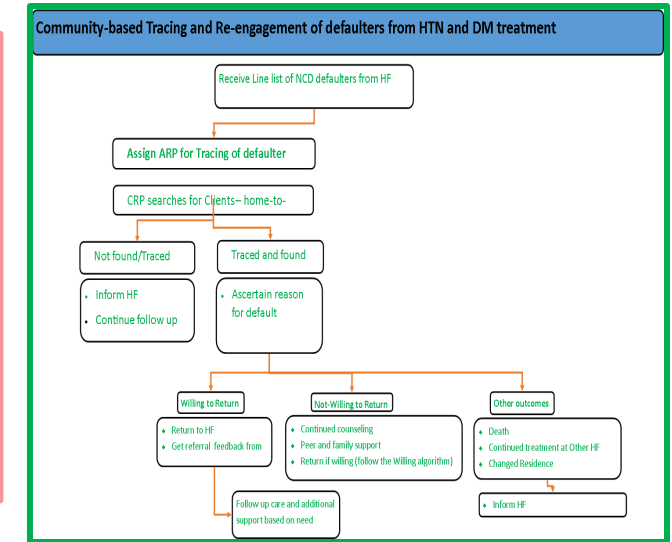 Community-based Tracing and Re-engagement of defaulters from HTN and DM treatment
Receive Line list of NCD defaulters from HF
Assign ARP for Tracing of defaulter
CRP searches for Clients– home-to-
Not found/Traced
• Inform HF
• Continue follow up
Traced and found
• Ascertain reason
for default
Willing to Return
♦ Return to HF
♦ Get referral feedback from
Not-Willing to Return
♦ Continued counseling
♦ Peer and family support
♦ Return if willing (follow the Willing algorithm)
Other outcomes
♦ Death
♦ Continued treatment at Other HF
♦ Changed Residence
Follow up care and additional
support based on need
♦ Inform HF